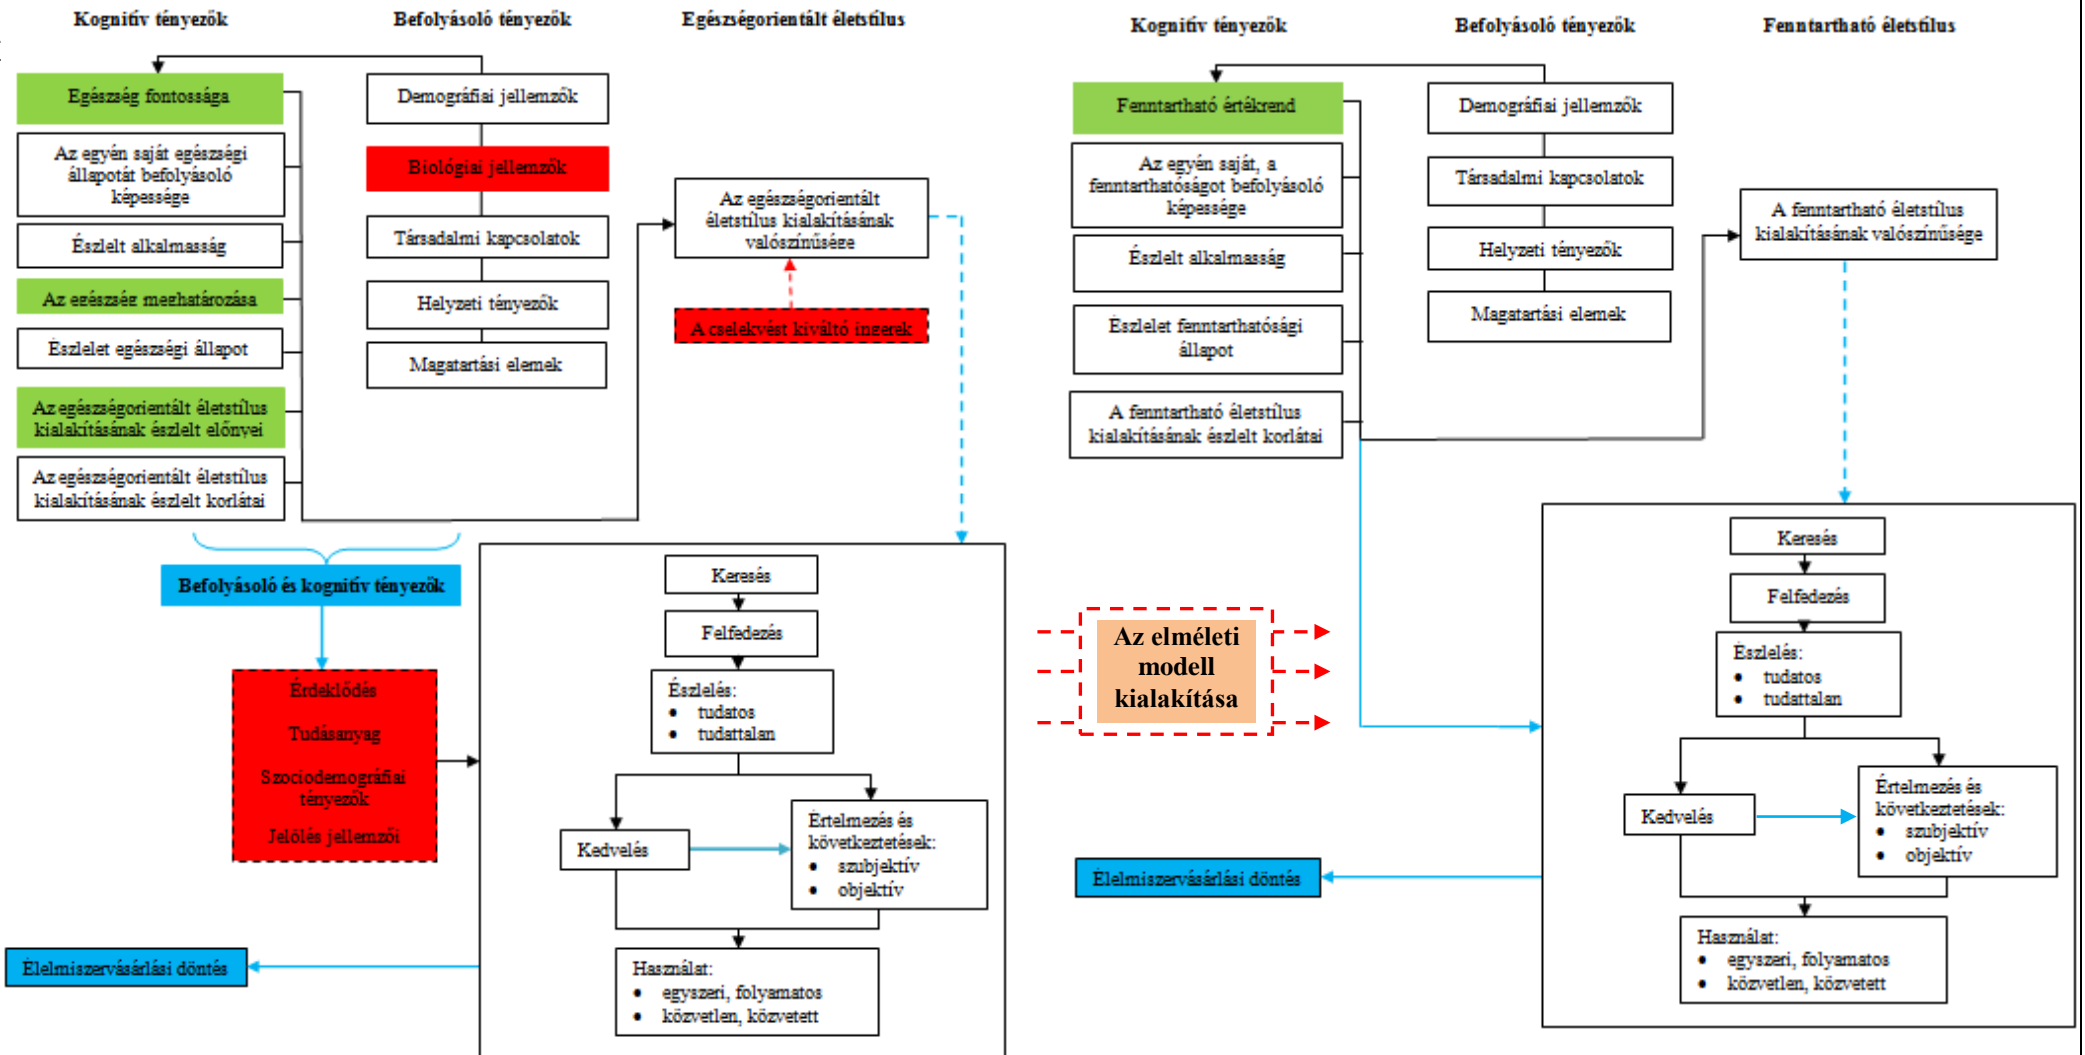 Kognitív tényezők
Befolyásoló tényezők
Egészségorientált életstílus
Egészség fontossága
Az egyén saját egészségi
állapotát befolyásoló
képessége
Észlelt alkalmasság
Az egészség meghatározása
Észlelet egészségi állapot
Az egészségorientált életstílus
kialakításának észlelt előnyei
Az egészségorientált életstílus
kialakításának észlelt korlátai
Demográfiai jellemzők
Biológiai jellemzők
Társadalmi kapcsolatok
Helyzeti tényezők
Magatartási elemek
Az egészségorientált
életstílus kialakításának
valószínűsége
A cselekvést kiváltó ingerek
Befolyásoló és kognitív tényezők
Érdeklődés
Tudásanyag
Szociodemográfiai
tényezők
Jelölés jellemzői
Élelmiszervásárlási döntés
Keresés
Felfedezés
Észlelés:
• tudatos
• tudattalan
Kedvelés
Értelmezés és
következtetések:
• szubjektív
• objektív
Használat:
• egyszeri, folyamatos
• közvetlen, közvetett
Az elméleti
modell
kialakítása
Kognitív tényezők
Befolyásoló tényezők
Fenntartható életstílus
Fenntartható értékrend
Az egyén saját, a
fenntarthatóságot befolyásoló
képessége
Észlelt alkalmasság
Észlelet fenntarthatósági
állapot
A fenntartható életstílus
kialakításának észlelt korlátai
Demográfiai jellemzők
Társadalmi kapcsolatok
Helyzeti tényezők
Magatartási elemek
A fenntartható életstílus
kialakításának valószínűsége
Keresés
Felfedezés
Észlelés:
• tudatos
• tudattalan
Kedvelés
Értelmezés és
következtetések:
• szubjektív
• objektív
Használat:
• egyszeri, folyamatos
• közvetlen, közvetett
Élelmiszervásárlási döntés